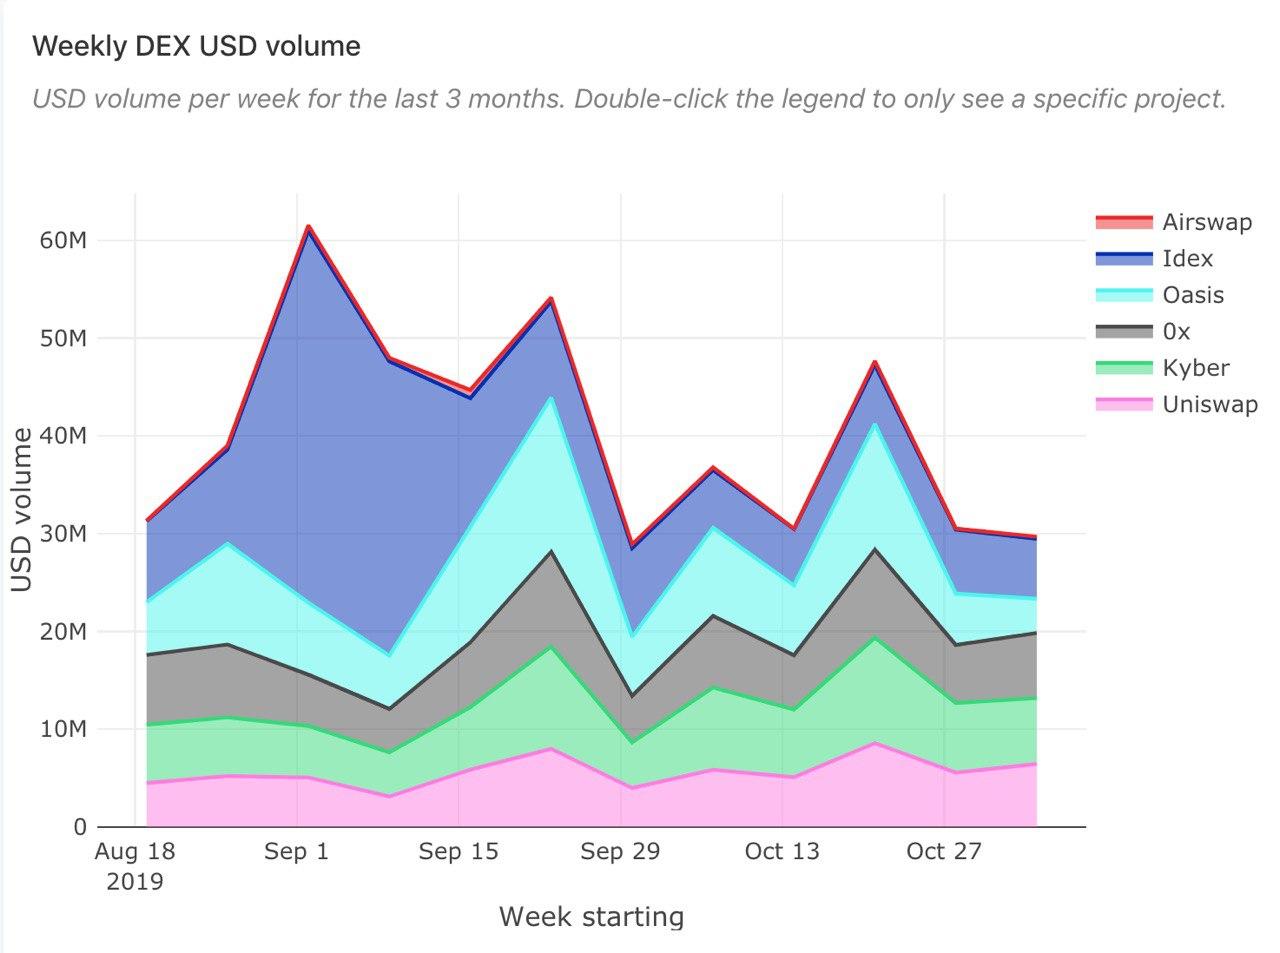 Weekly DEX USD volume
USD volume per week for the last 3 months. Double-click the legend to only see a specific project.
60M
50M
40M
30M
20M
10M
0
USD volume
Aug 18
2019
Sep 1
Sep 15
Sep 29
Oct 13
Oct 27
Week starting
Airswap
Idex
Oasis
0x
Kyber
Uniswap